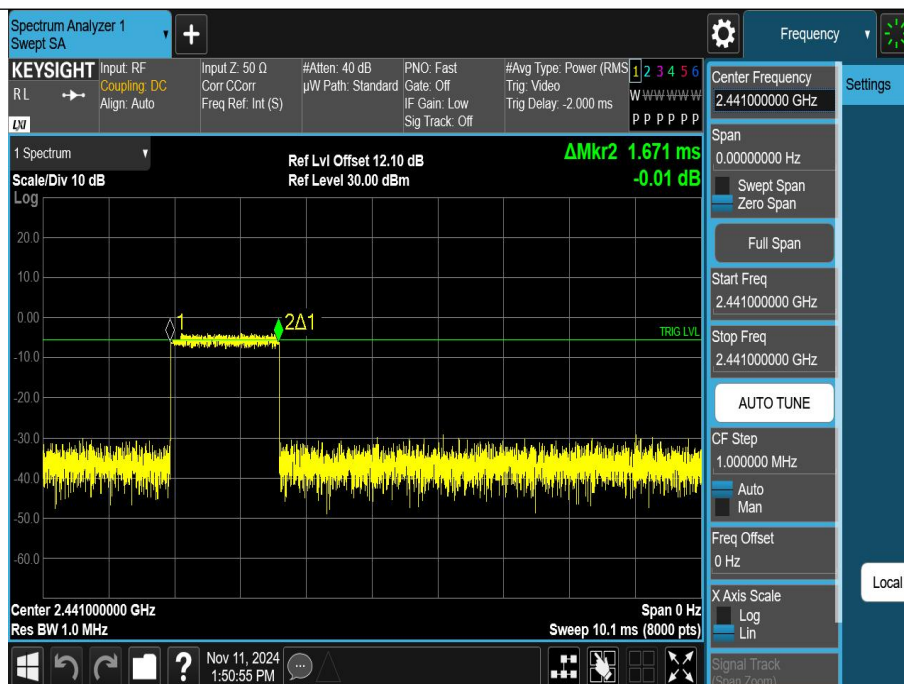 Spectrum Analyzer 1
Swept SA
+
Frequency
KEYSIGHT
R L
LXI
Input: RF
Coupling: DC
Align: Auto
Input Z: 50 Ω
Corr CCorr
Freq Ref: Int (S)
#Atten: 40 dB
µW Path: Standard
PNO: Fast
Gate: Off
IF Gain: Low
Sig Track: Off
#Avg Type: Power (RMS
Trig: Video
Trig Delay: -2.000 ms
1 2 3 4 5 6
W W W W W W
P P P P P P
1 Spectrum
Scale/Div 10 dB
Log
Ref Lvl Offset 12.10 dB
Ref Level 30.00 dBm
ΔMkr2 1.671 ms
-0.01 dB
20.0
10.0
0.00
-10.0
-20.0
-30.0
-40.0
-50.0
-60.0
1
2Δ1
TRIG LVL
Center 2.441000000 GHz
Res BW 1.0 MHz
Span 0 Hz
Sweep 10.1 ms (8000 pts)
?
Nov 11, 2024
1:50:55 PM
Center Frequency
2.441000000 GHz
Span
0.00000000 Hz
Swept Span
Zero Span
Full Span
Start Freq
2.441000000 GHz
Stop Freq
2.441000000 GHz
AUTO TUNE
CF Step
1.000000 MHz
Auto
Man
Freq Offset
0 Hz
X Axis Scale
Log
Lin
Signal Track
(Span Zoom)
Settings
Local